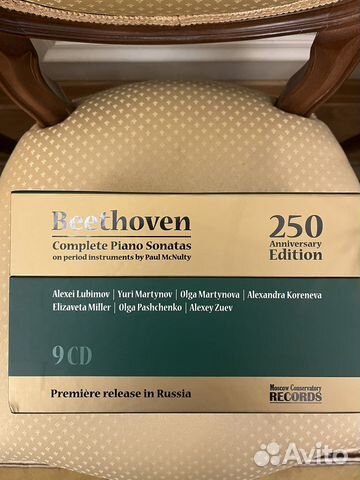 Beethoven
Complete Piano Sonatas
on period instruments by Paul McNulty
250
Anniversary
Edition
Alexei Lubimov | Yuri Martynov | Olga Martynova | Alexandra Koreneva
Elizaveta Miller | Olga Pashchenko | Alexey Zuev
9 CD
Première release in Russia
Moscow Conservatory
RECORDS
Avito